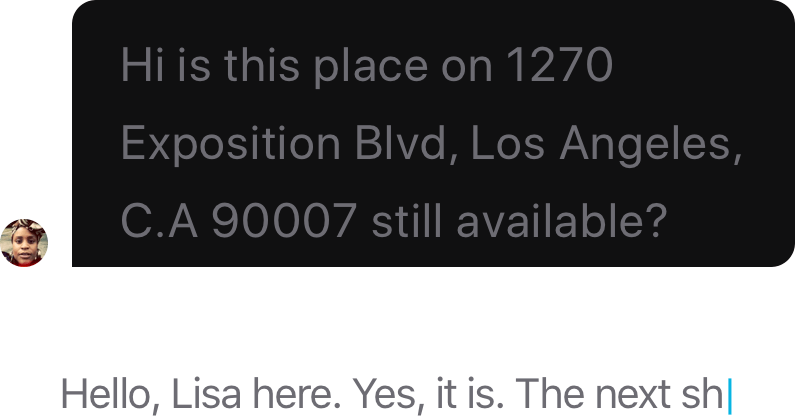 Hi is this place on 1270
Exposition Blvd, Los Angeles,
C.A 90007 still available?
Hello, Lisa here. Yes, it is. The next sh